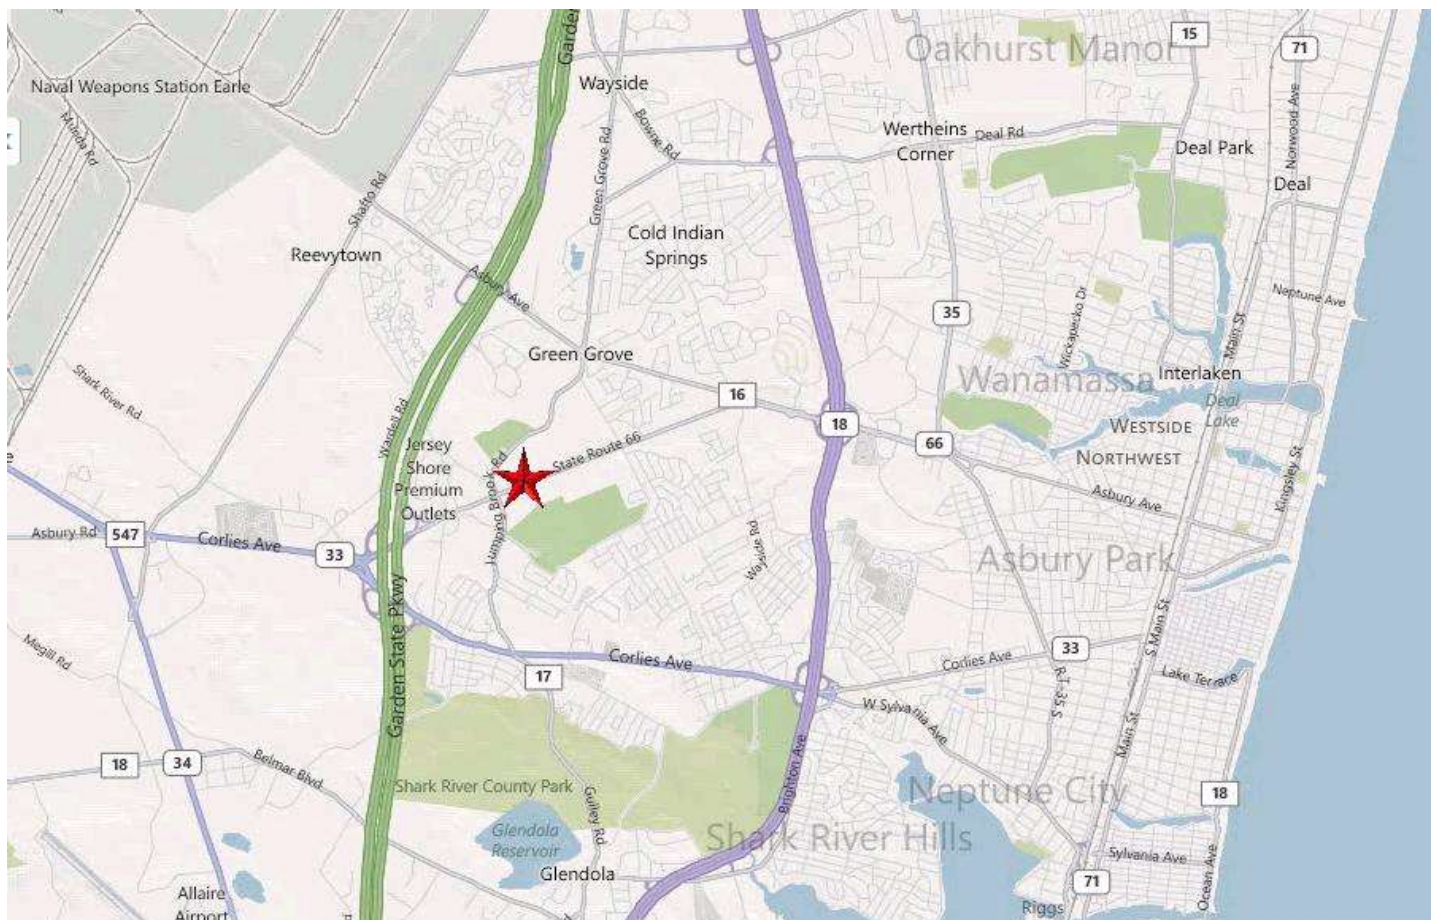 Garden
15
71
Oakhurst Manor
Naval Weapons Station Earle
Wayside
Munda Rd
Bowne Rd
Wertheins
Corner
Deal Rd
Deal Park
Norwood Ave
Green Grove Rd
Deal
Shafto Rd
Cold Indian
Springs
Reevytown
Asbury Ave
Neptune Ave
Wickapecko Dr
35
Main St
Green Grove
Interlaken
Shark River Rd
Wanamassa
16
Deal
Lake
Wardell Rd
18
WESTSIDE
66
State Route 66
Jersey
Shore
Premium
Outlets
NORTHWEST
Jumping Brook Rd
Kingsley St
Asbury Ave
Asbury Rd
547
Corlies Ave
33
Wayside Rd
Asbury Park
Garden State Pkwy
S Main St
Megill Rd
Corlies Ave
17
Corlies Ave
33
Lake Terrace
RT-35 S
W Sylvania Ave
Main St
18
34
Belmar Blvd
Shark River County Park
Brighton Ave
Neptune City
18
Guiley Rd
Glendola
Reservoir
Shark River Hills
Sylvania Ave
Glendola
Ocean Ave
71
Allaire
Airport
Riggs